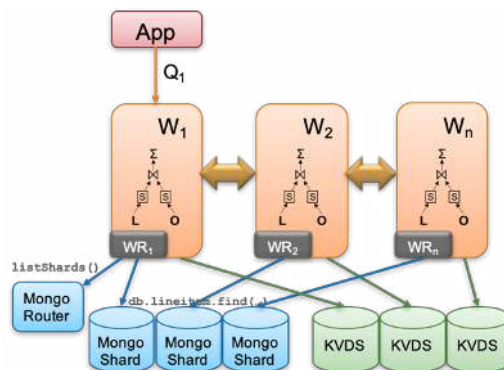 App
Q1
W1
W2
Wn
Σ
Σ
Σ
⋈
⋈
⋈
S S
S S
S S
L O
L O
L O
WR1
WR2
WRn
listShards()
db.lineitem.find(..)
Mongo
Router
Mongo
Shard
Mongo
Shard
Mongo
Shard
KVDS
KVDS
KVDS